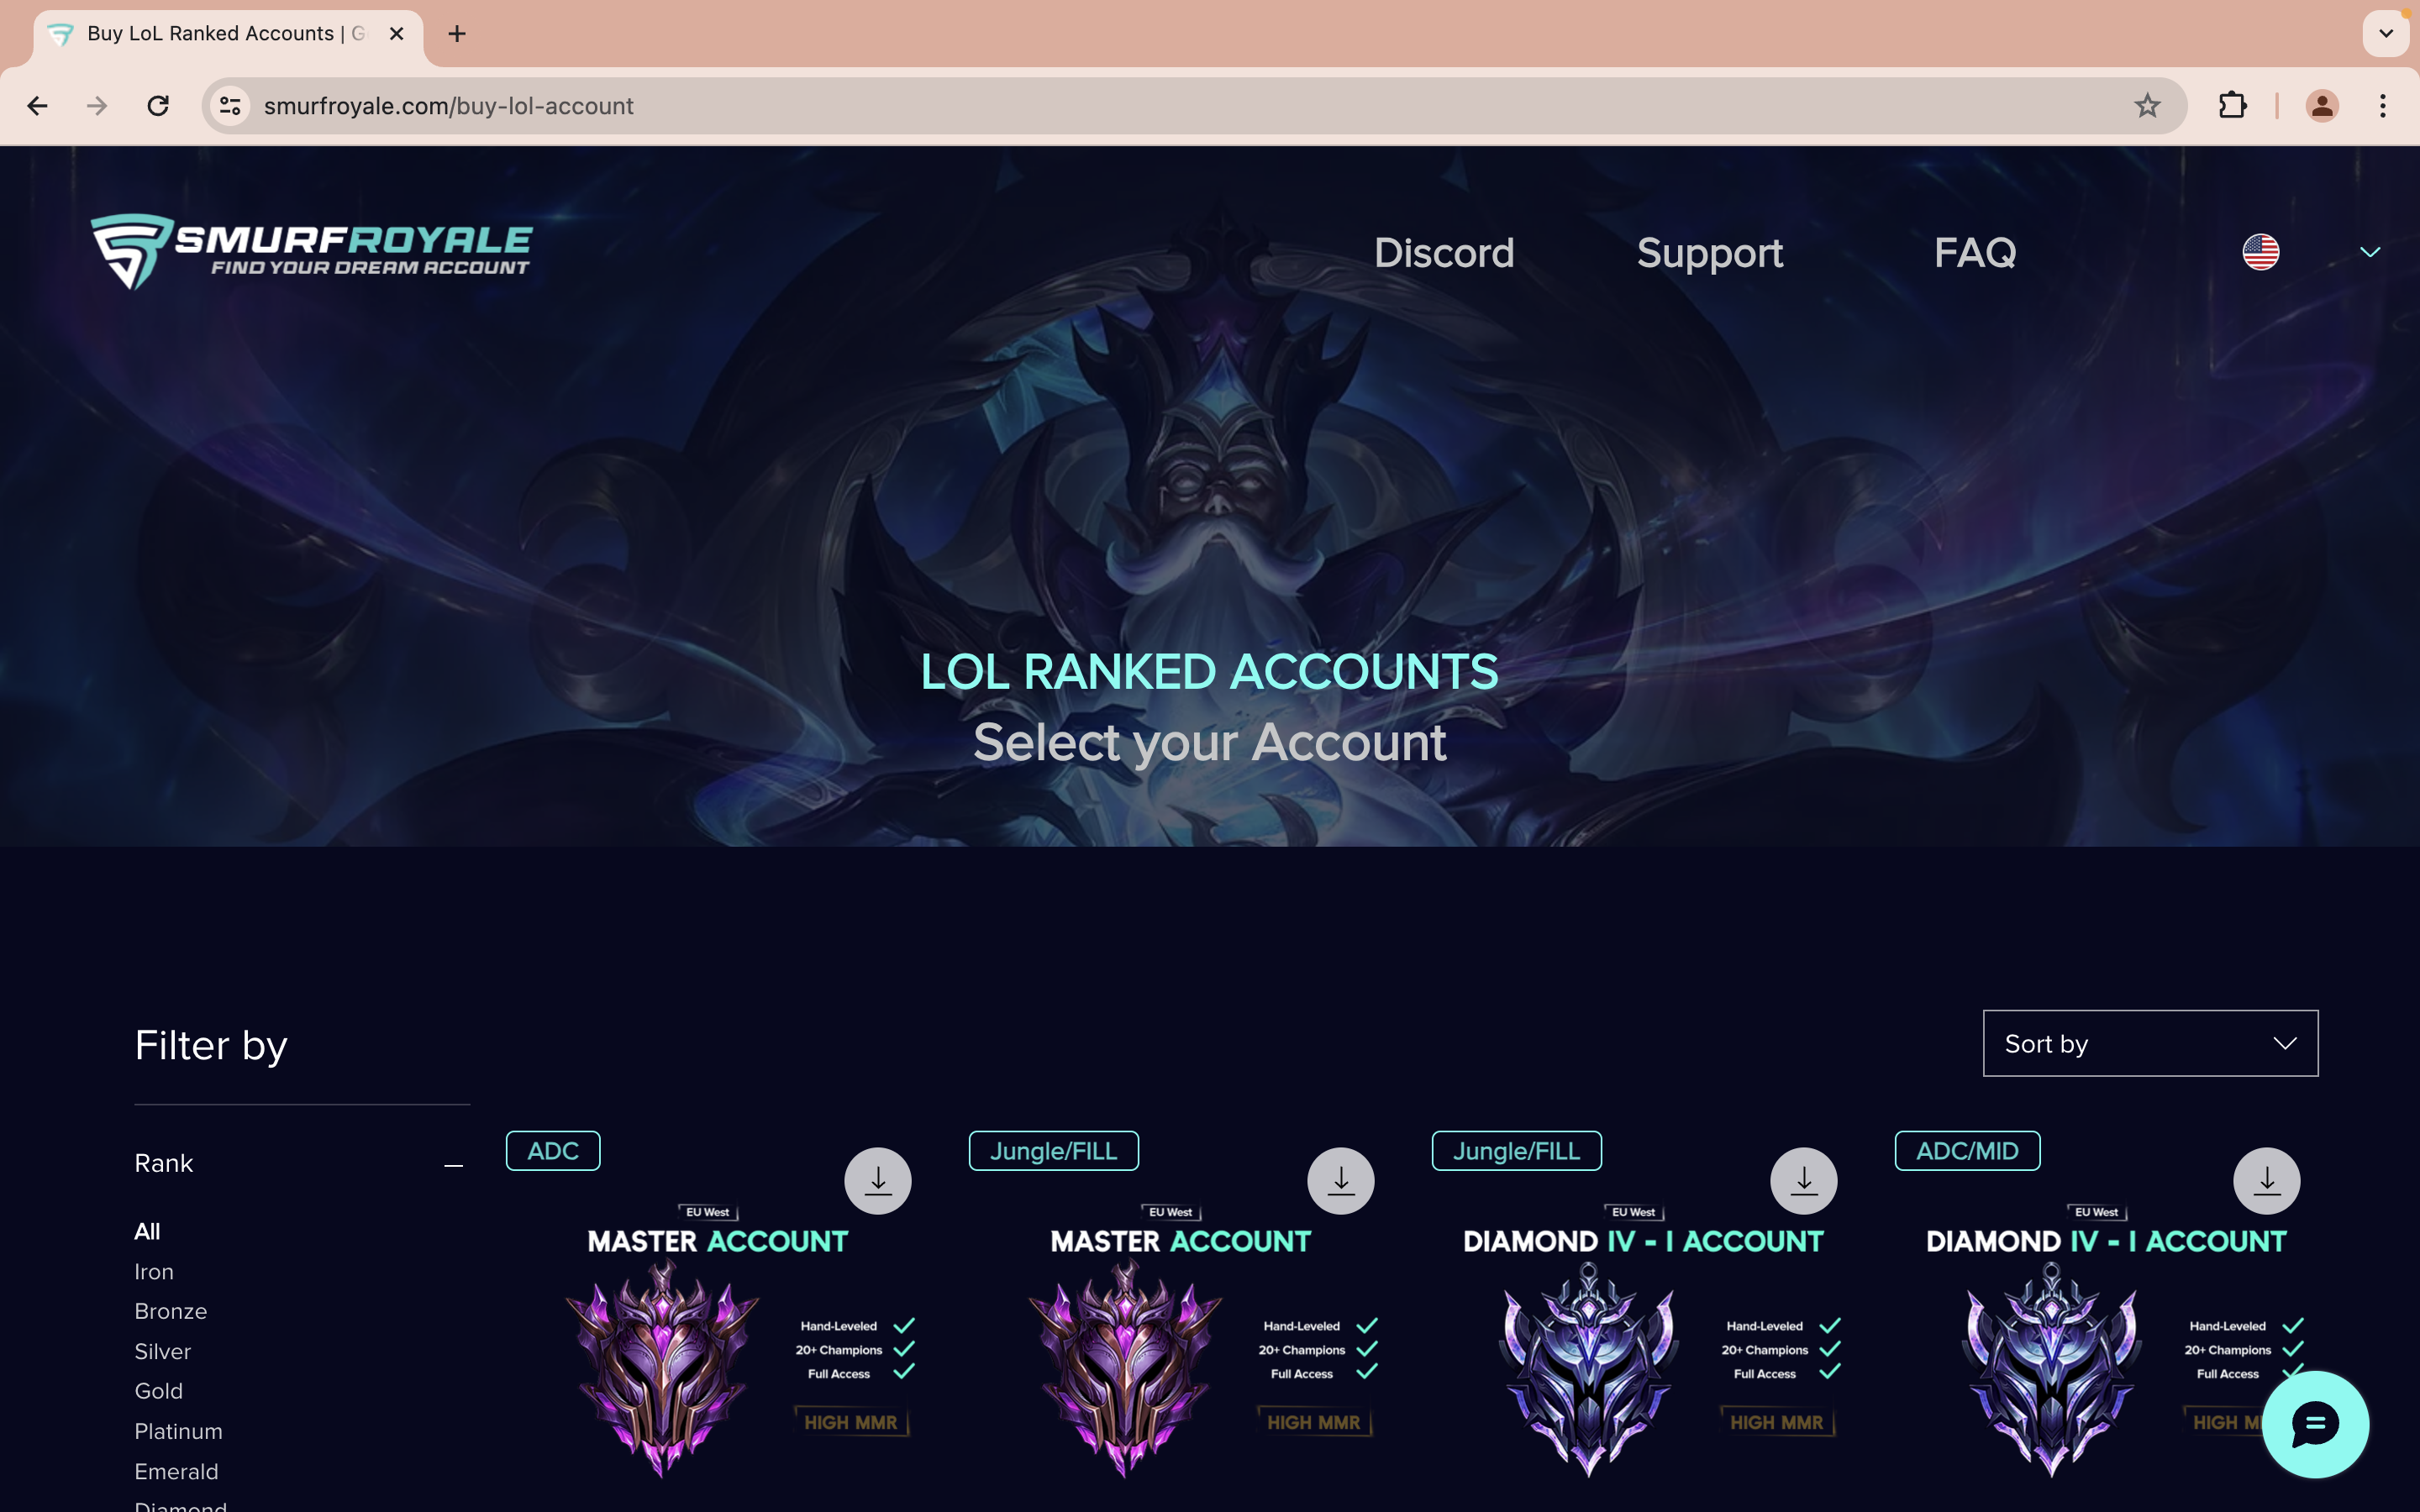 Buy LoL Ranked Accounts | G
smurfroyale.com/buy-lol-account
SMURFROYALE
FIND YOUR DREAM ACCOUNT
Discord
Support
FAQ
LOL RANKED ACCOUNTS
Select your Account
Filter by
Sort by
Rank
All
Iron
Bronze
Silver
Gold
Platinum
Emerald
Diamond
ADC
EU West
MASTER ACCOUNT
Hand-Leveled
20+ Champions
Full Access
HIGH MMR
Jungle/FILL
EU West
MASTER ACCOUNT
Hand-Leveled
20+ Champions
Full Access
HIGH MMR
Jungle/FILL
EU West
DIAMOND IV - I ACCOUNT
Hand-Leveled
20+ Champions
Full Access
HIGH MMR
ADC/MID
EU West
DIAMOND IV - I ACCOUNT
Hand-Leveled
20+ Champions
Full Access
HIGH M